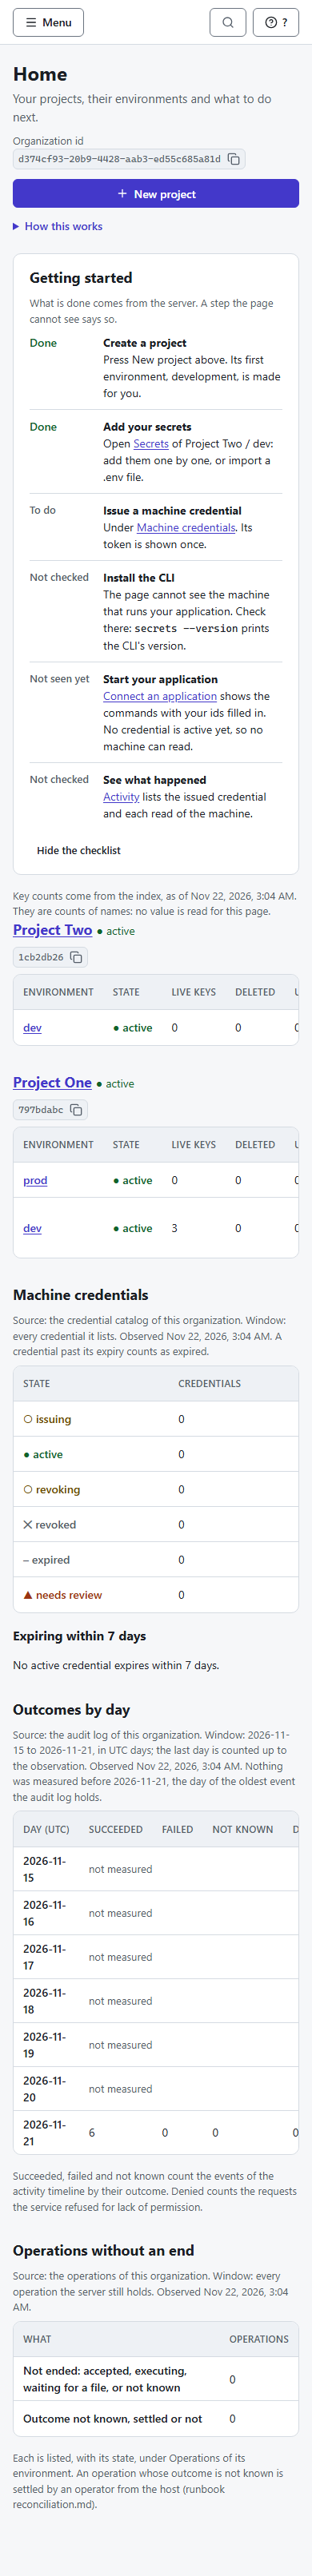 Menu
?
Home
Your projects, their environments and what to do
next.
Organization id
d374cf93-20b9-4428-aab3-ed55c685a81d
+ New project
How this works
Getting started
What is done comes from the server. A step the page
cannot see says so.
Done
Create a project
Press New project above. Its first
environment, development, is made
for you.
Done
Add your secrets
Open Secrets of Project Two / dev:
add them one by one, or import a
.env file.
To do
Issue a machine credential
Under Machine credentials. Its
token is shown once.
Not checked
Install the CLI
The page cannot see the machine
that runs your application. Check
there: secrets --version prints
the CLI's version.
Not seen yet
Start your application
Connect an application shows the
commands with your ids filled in.
No credential is active yet, so no
machine can read.
Not checked
See what happened
Activity lists the issued credential
and each read of the machine.
Hide the checklist
Key counts come from the index, as of Nov 22, 2026, 3:04 AM.
They are counts of names: no value is read for this page.
Project Two ● active
1cb2db26
ENVIRONMENT STATE LIVE KEYS DELETED
dev ● active 0 0
Project One ● active
797bdabc
ENVIRONMENT STATE LIVE KEYS DELETED
prod ● active 0 0
dev ● active 3 0
Machine credentials
Source: the credential catalog of this organization. Window:
every credential it lists. Observed Nov 22, 2026, 3:04 AM. A
credential past its expiry counts as expired.
STATE CREDENTIALS
○ issuing 0
● active 0
○ revoking 0
✕ revoked 0
– expired 0
▲ needs review 0
Expiring within 7 days
No active credential expires within 7 days.
Outcomes by day
Source: the audit log of this organization. Window: 2026-11-
15 to 2026-11-21, in UTC days; the last day is counted up to
the observation. Observed Nov 22, 2026, 3:04 AM. Nothing
was measured before 2026-11-21, the day of the oldest event
the audit log holds.
DAY (UTC) SUCCEEDED FAILED NOT KNOWN
2026-11-
15
not measured
2026-11-
16
not measured
2026-11-
17
not measured
2026-11-
18
not measured
2026-11-
19
not measured
2026-11-
20
not measured
2026-11-
21
6 0 0
Succeeded, failed and not known count the events of the
activity timeline by their outcome. Denied counts the requests
the service refused for lack of permission.
Operations without an end
Source: the operations of this organization. Window: every
operation the server still holds. Observed Nov 22, 2026, 3:04
AM.
WHAT OPERATIONS
Not ended: accepted, executing,
waiting for a file, or not known
0
Outcome not known, settled or not 0
Each is listed, with its state, under Operations of its
environment. An operation whose outcome is not known is
settled by an operator from the host (runbook
reconciliation.md).